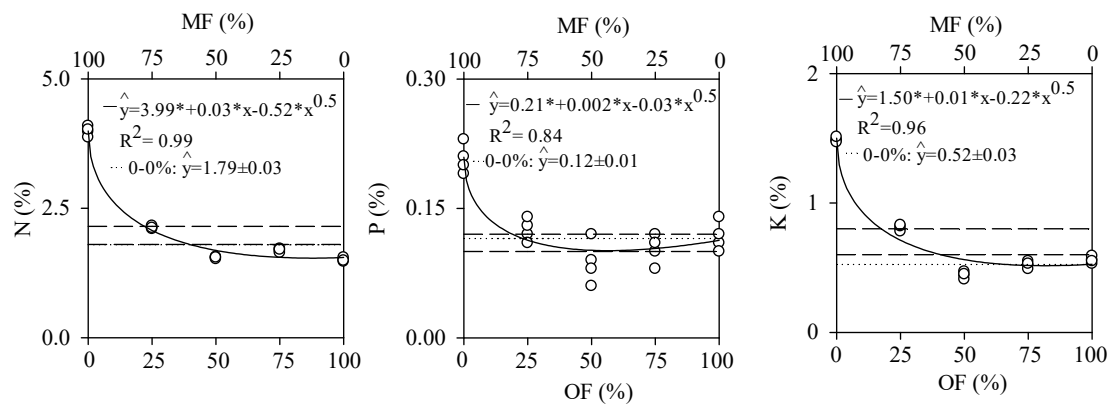 MF (%)
100 75 50 25 0
5.0
ŷ=3.99*+0.03*x-0.52*x^0.5
R²= 0.99
0-0%: ŷ=1.79±0.03
N (%)
2.5
0.0
0 25 50 75 100
MF (%)
100 75 50 25 0
0.30
ŷ=0.21*+0.002*x-0.03*x^0.5
R²= 0.84
0-0%: ŷ=0.12±0.01
P (%)
0.15
0.00
0 25 50 75 100
OF (%)
MF (%)
100 75 50 25 0
2
ŷ=1.50*+0.01*x-0.22*x^0.5
R²= 0.96
0-0%: ŷ=0.52±0.03
K (%)
1
0
0 25 50 75 100
OF (%)